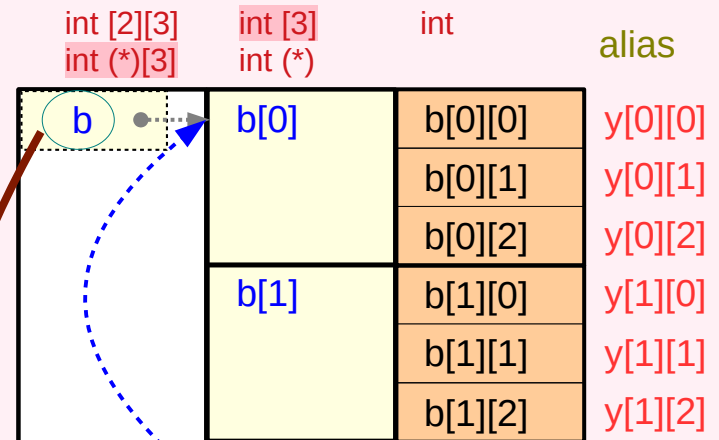 int [2][3] int [3] int
int (*)[3] int (*) alias
b b[0] b[0][0] y[0][0]
b[0][1] y[0][1]
b[0][2] y[0][2]
b[1] b[1][0] y[1][0]
b[1][1] y[1][1]
b[1][2] y[1][2]